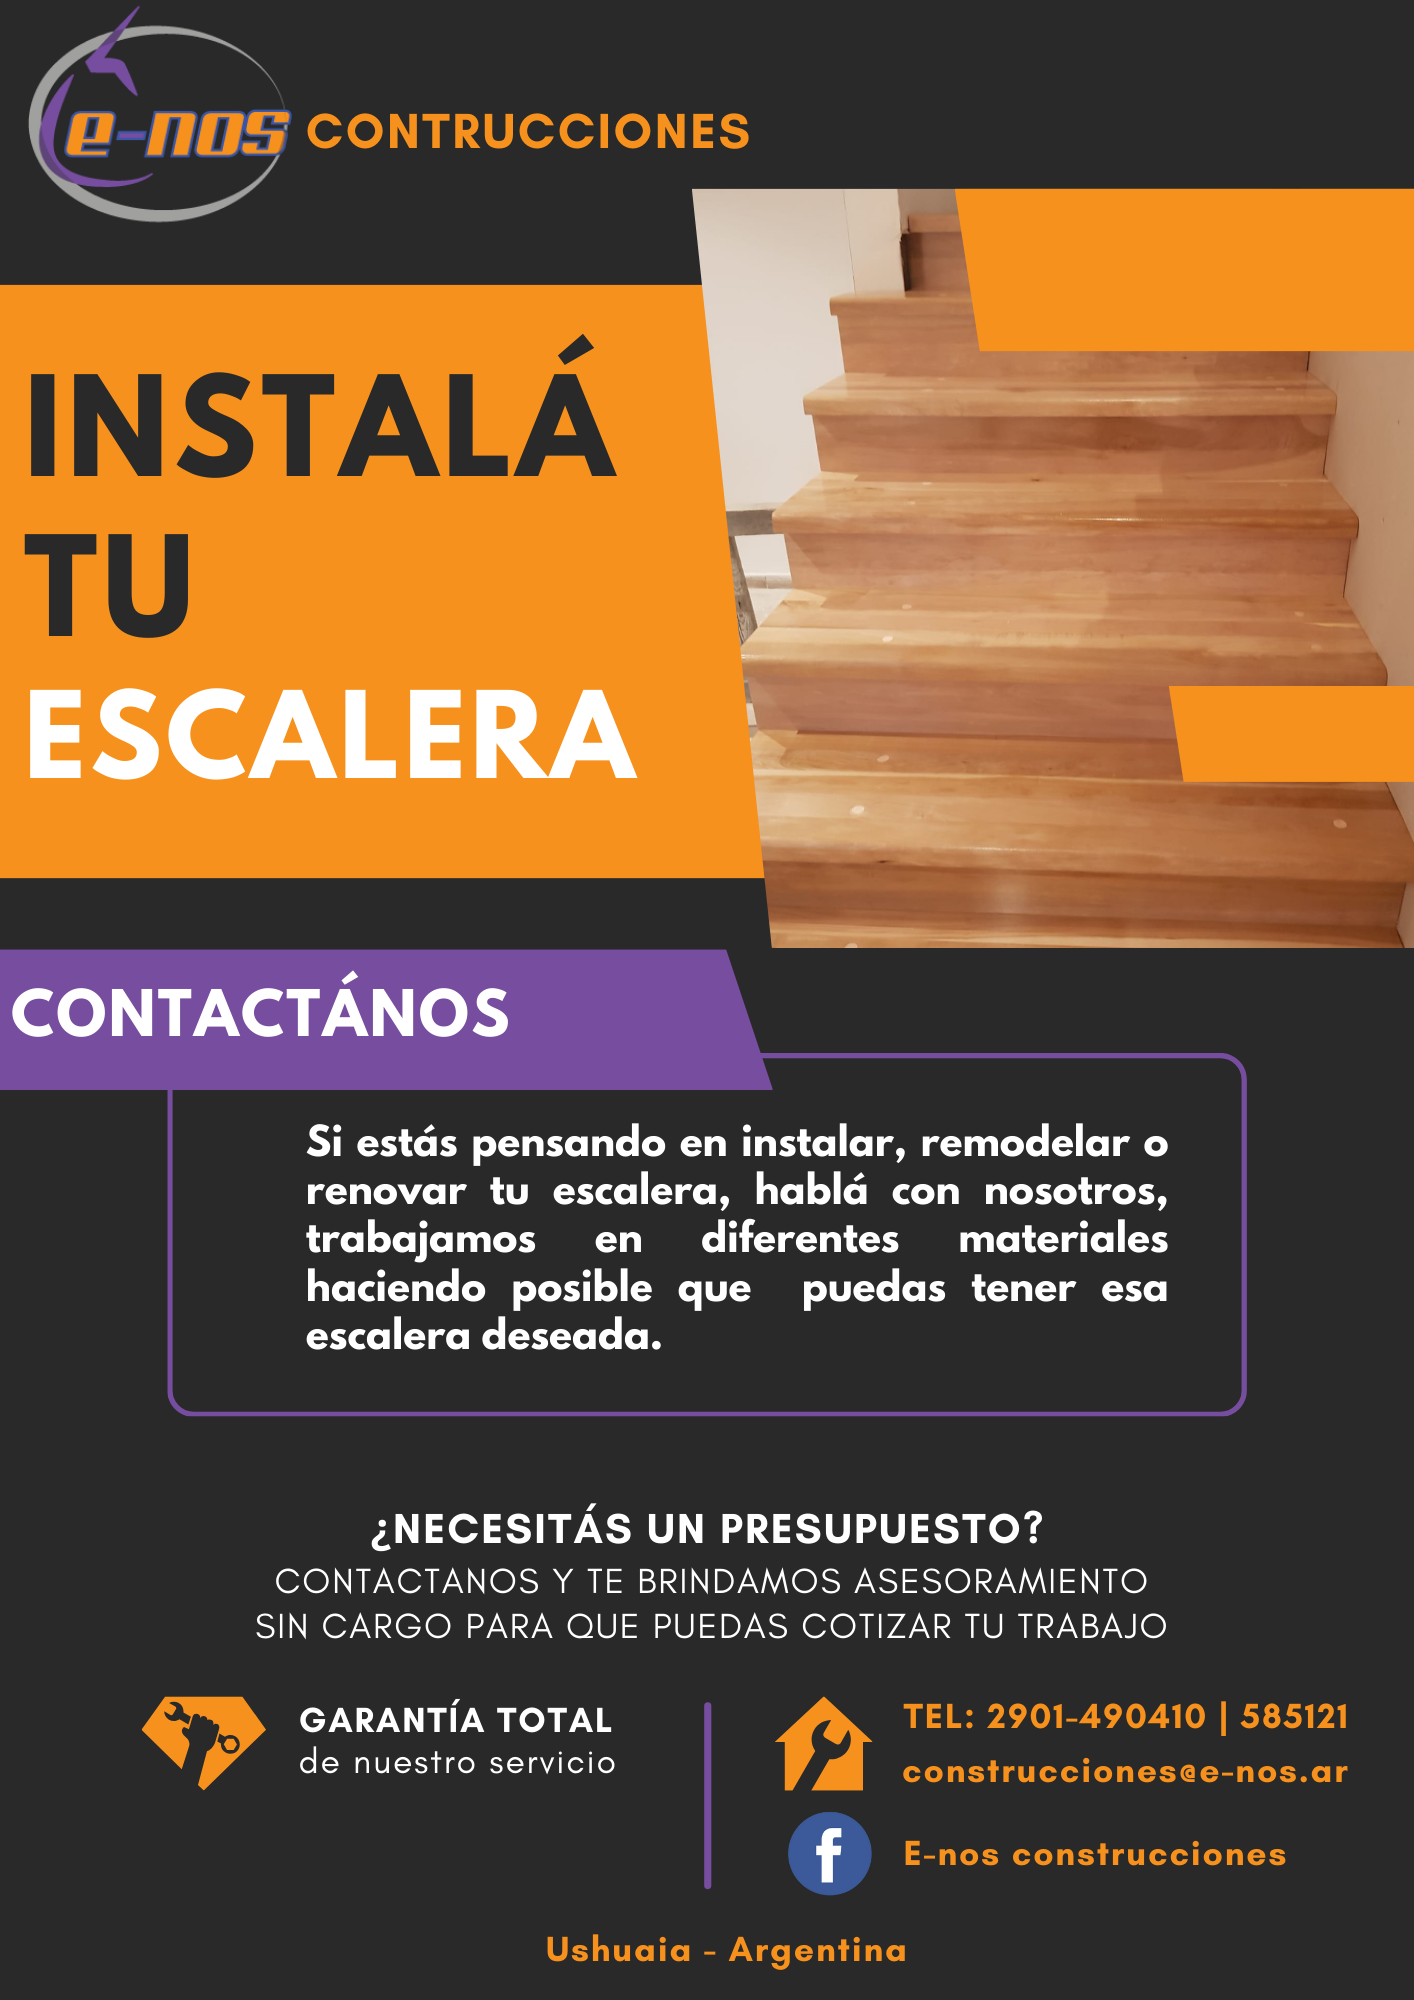 e-nos CONTRUCCIONES
INSTALÁ
TU
ESCALERA
CONTACTÁNOS
Si estás pensando en instalar, remodelar o
renovar tu escalera, hablá con nosotros,
trabajamos en diferentes materiales
haciendo posible que puedas tener esa
escalera deseada.
¿NECESITÁS UN PRESUPUESTO?
CONTACTANOS Y TE BRINDAMOS ASESORAMIENTO
SIN CARGO PARA QUE PUEDAS COTIZAR TU TRABAJO
GARANTÍA TOTAL
de nuestro servicio
TEL: 2901-490410 | 585121
construcciones@e-nos.ar
E-nos construcciones
Ushuaia - Argentina